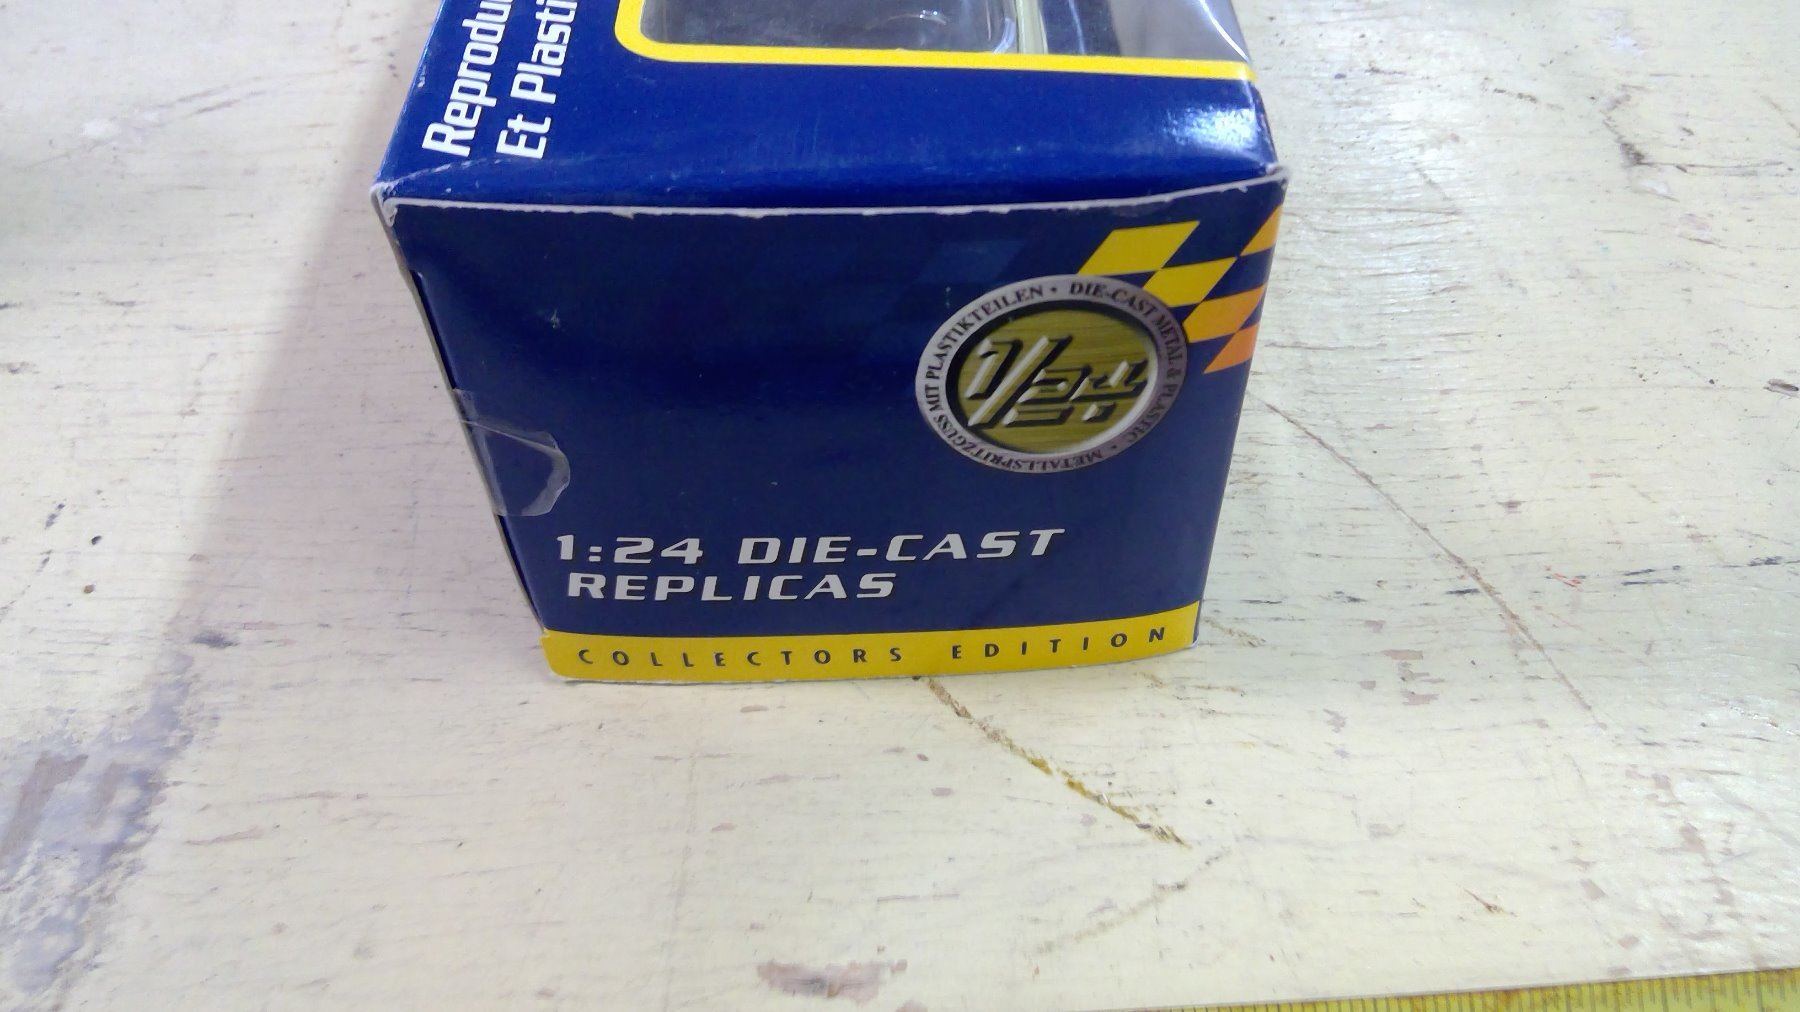 Reprodu
Et Plasti
METALLSPRITZGUSS MIT PLASTIKTEILEN • DIE-CAST METAL & PLASTIC •
1/24
1:24 DIE-CAST
REPLICAS
COLLECTORS EDITION